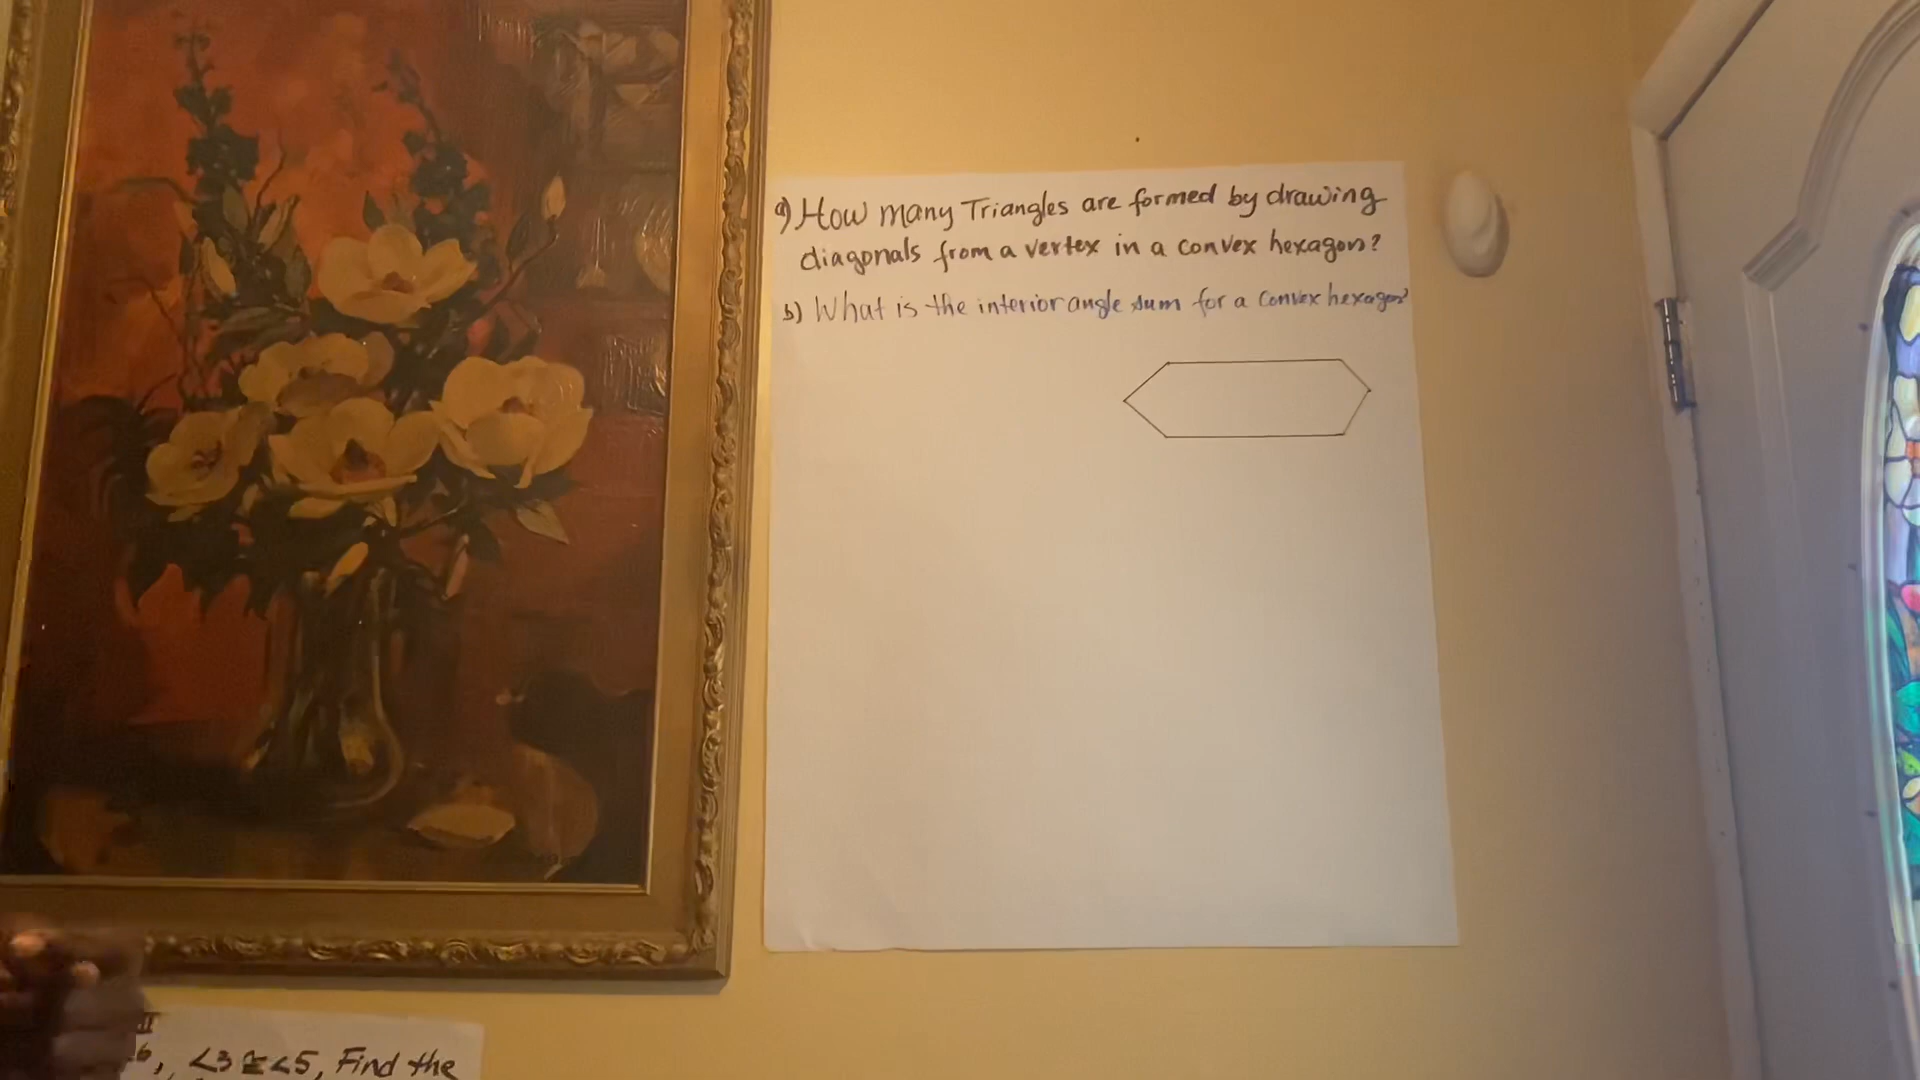 a) How many Triangles are formed by drawing
diagonals from a vertex in a convex hexagon?
b) What is the interior angle sum for a convex hexagon?
6, <3 ≅ <5, Find the